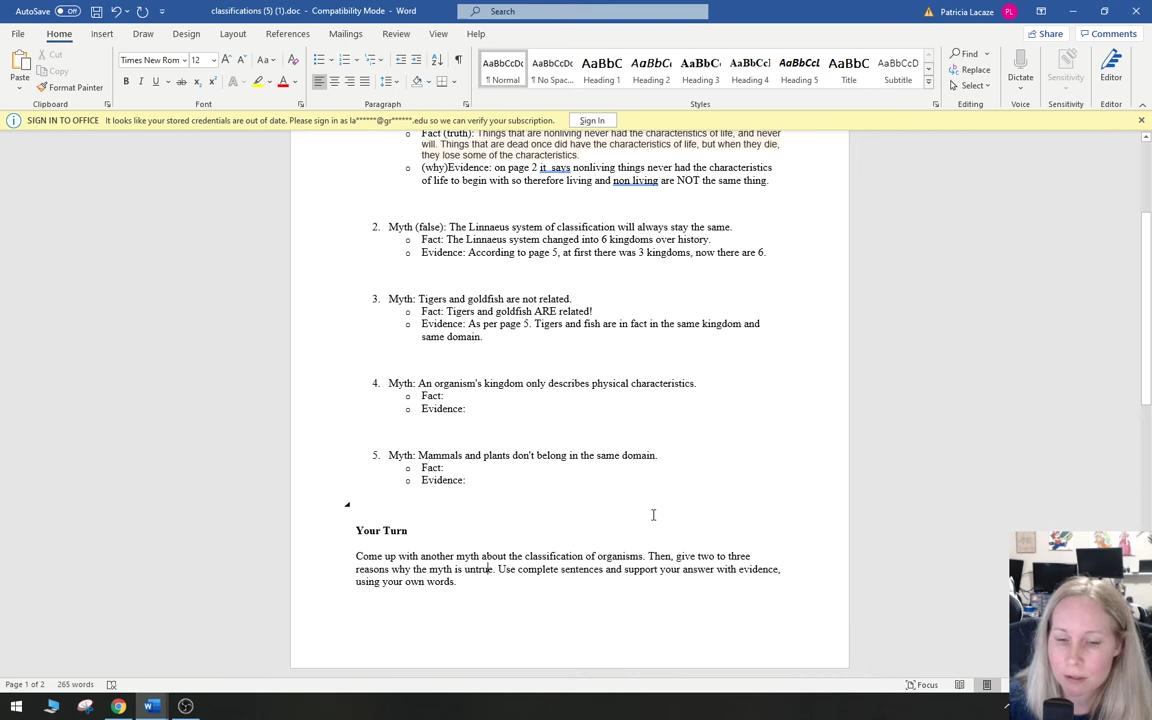 AutoSave Off classifications (5) (1).doc - Compatibility Mode - Word Search Patricia Lacaze PL
File Home Insert Draw Design Layout References Mailings Review View Help Share Comments
Cut
Copy
Format Painter
Paste
Clipboard
Times New Rom 12
Font
Paragraph
AaBbCcDc AaBbCcDc AaBbC AaBbCc AaBbC AaBbCcI AaBbCc AaBbC AaBbCcD
¶ Normal ¶ No Spac... Heading 1 Heading 2 Heading 3 Heading 4 Heading 5 Title Subtitle
Styles
Find
Replace
Select
Editing
Dictate
Voice
Sensitivity
Sensitivity
Editor
Editor
SIGN IN TO OFFICE It looks like your stored credentials are out of date. Please sign in as la******@gr******.edu so we can verify your subscription. Sign In
o Fact (truth): Things that are nonliving never had the characteristics of life, and never
will. Things that are dead once did have the characteristics of life, but when they die,
they lose some of the characteristics.
o (why)Evidence: on page 2 it says nonliving things never had the characteristics
of life to begin with so therefore living and non living are NOT the same thing.
2. Myth (false): The Linnaeus system of classification will always stay the same.
o Fact: The Linnaeus system changed into 6 kingdoms over history.
o Evidence: According to page 5, at first there was 3 kingdoms, now there are 6.
3. Myth: Tigers and goldfish are not related.
o Fact: Tigers and goldfish ARE related!
o Evidence: As per page 5. Tigers and fish are in fact in the same kingdom and
same domain.
4. Myth: An organism's kingdom only describes physical characteristics.
o Fact:
o Evidence:
5. Myth: Mammals and plants don't belong in the same domain.
o Fact:
o Evidence:
Your Turn
Come up with another myth about the classification of organisms. Then, give two to three
reasons why the myth is untrue. Use complete sentences and support your answer with evidence,
using your own words.
Page 1 of 2 265 words Focus